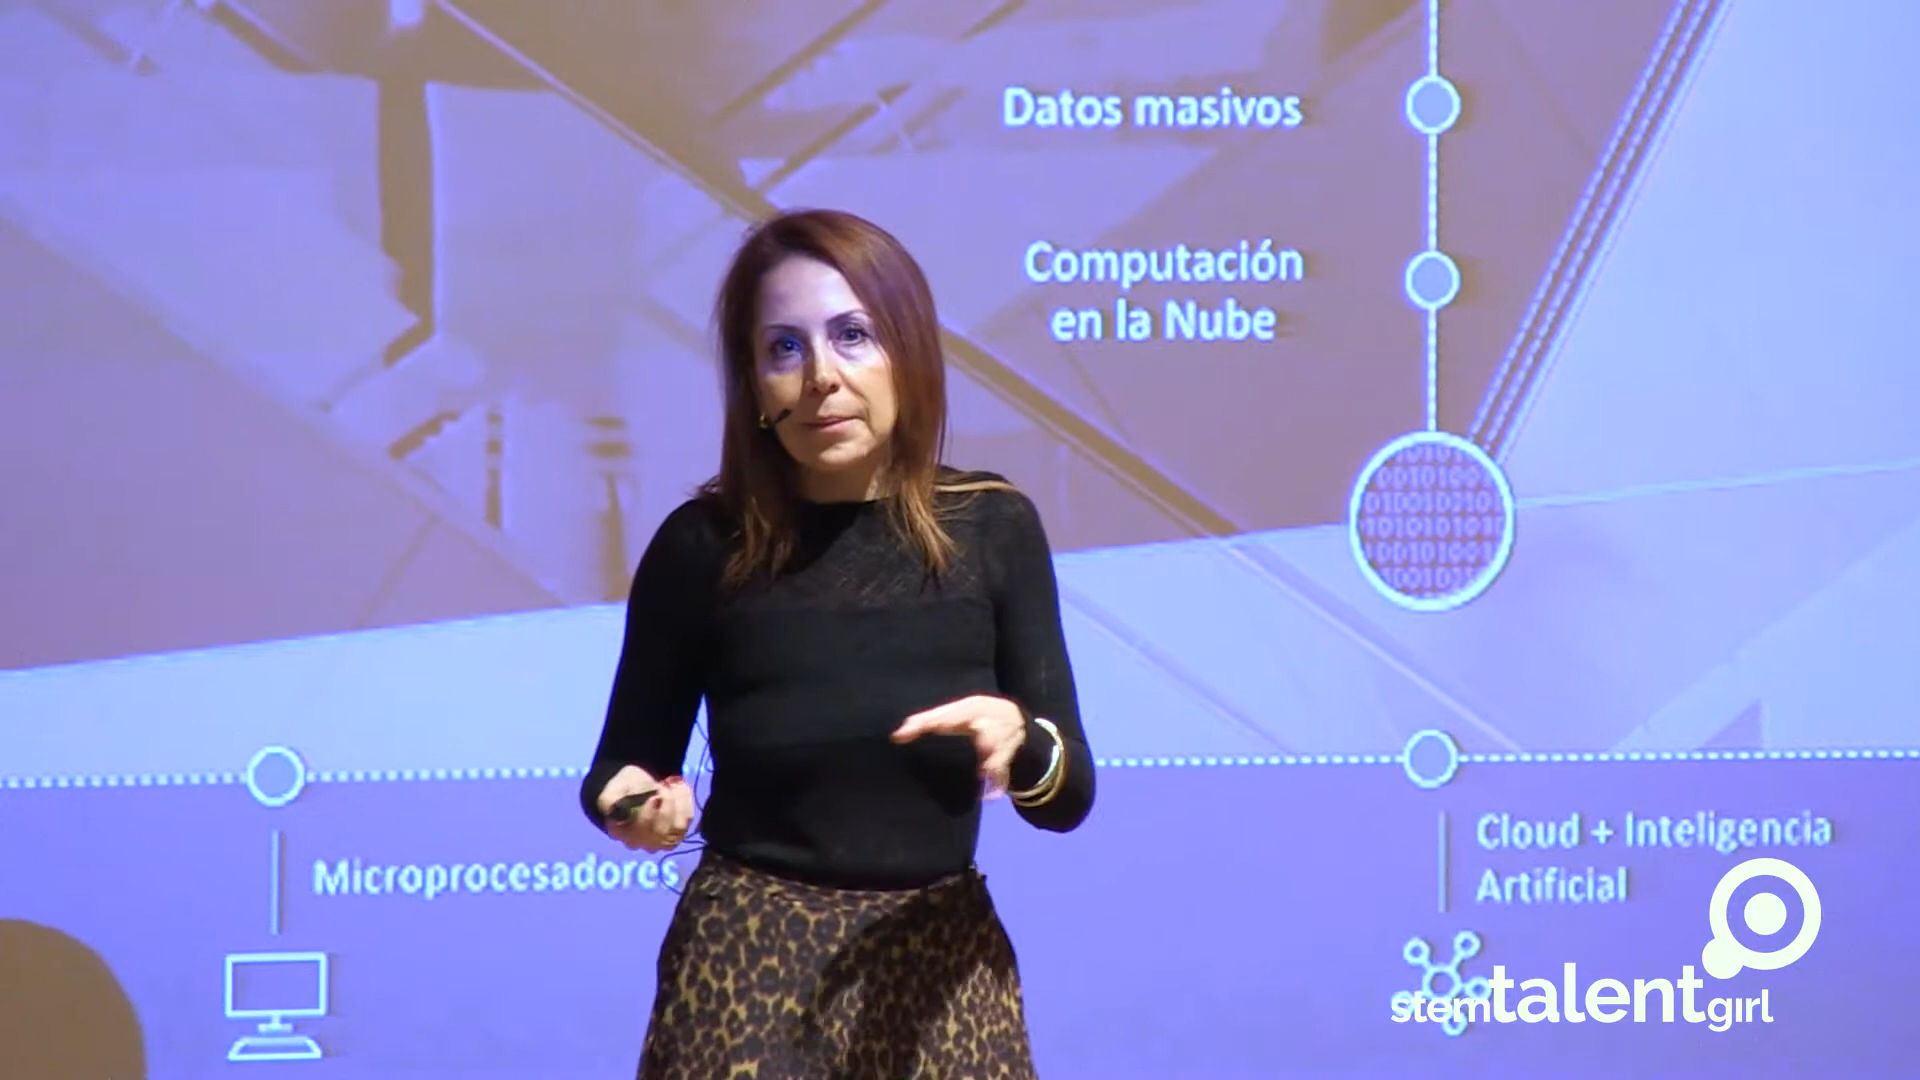 Datos masivos
Computación
en la Nube
Microprocesadores
Cloud + Inteligencia
Artificial
stemtalentgirl